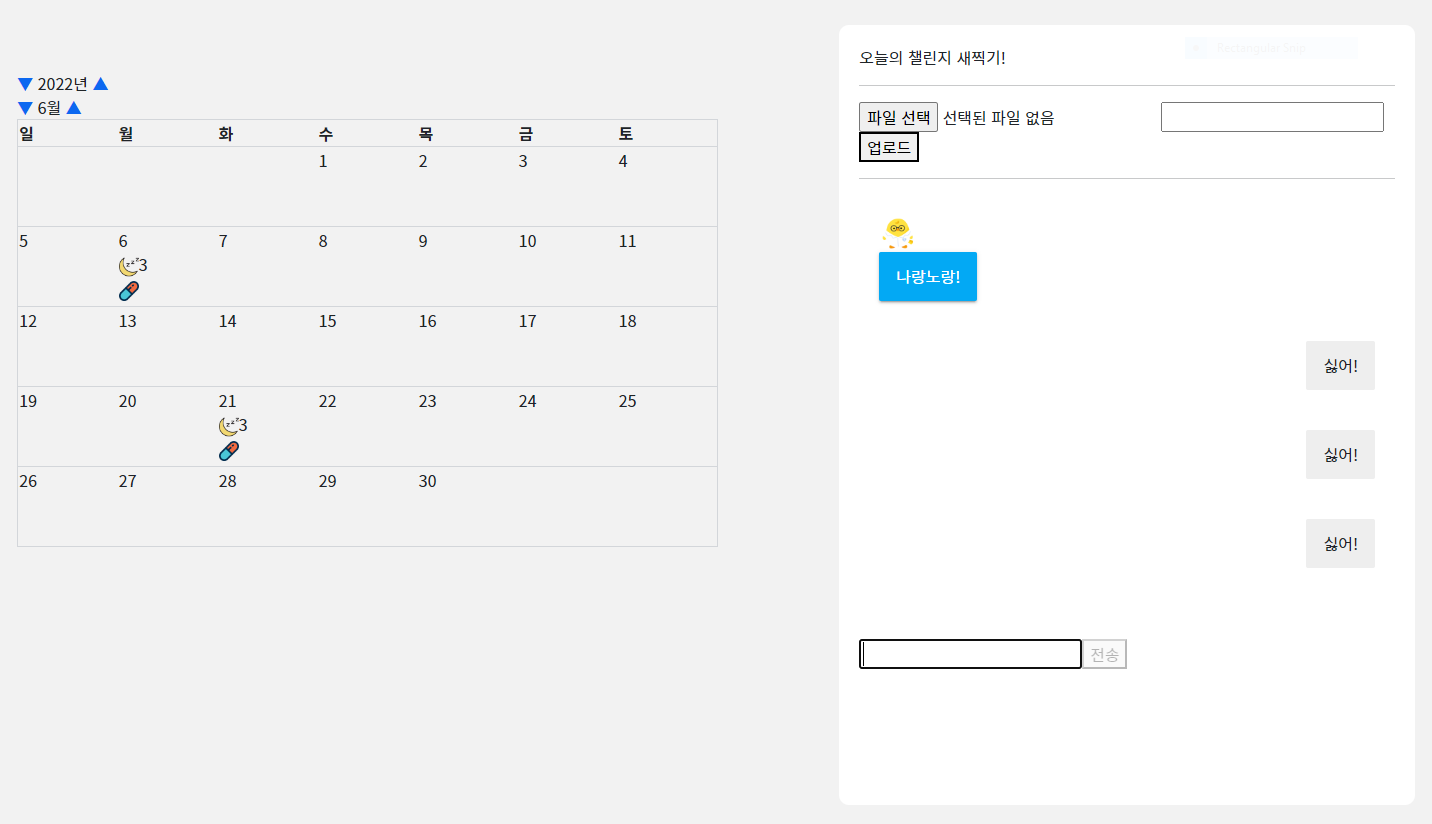 ▼ 2022년 ▲
▼ 6월 ▲
일 월 화 수 목 금 토
1 2 3 4
5 6 7 8 9 10 11
3
12 13 14 15 16 17 18
19 20 21 22 23 24 25
3
26 27 28 29 30
오늘의 챌린지 새찍기!
Rectangular Snip
파일 선택 선택된 파일 없음
업로드
나랑노랑!
싫어!
싫어!
싫어!
전송